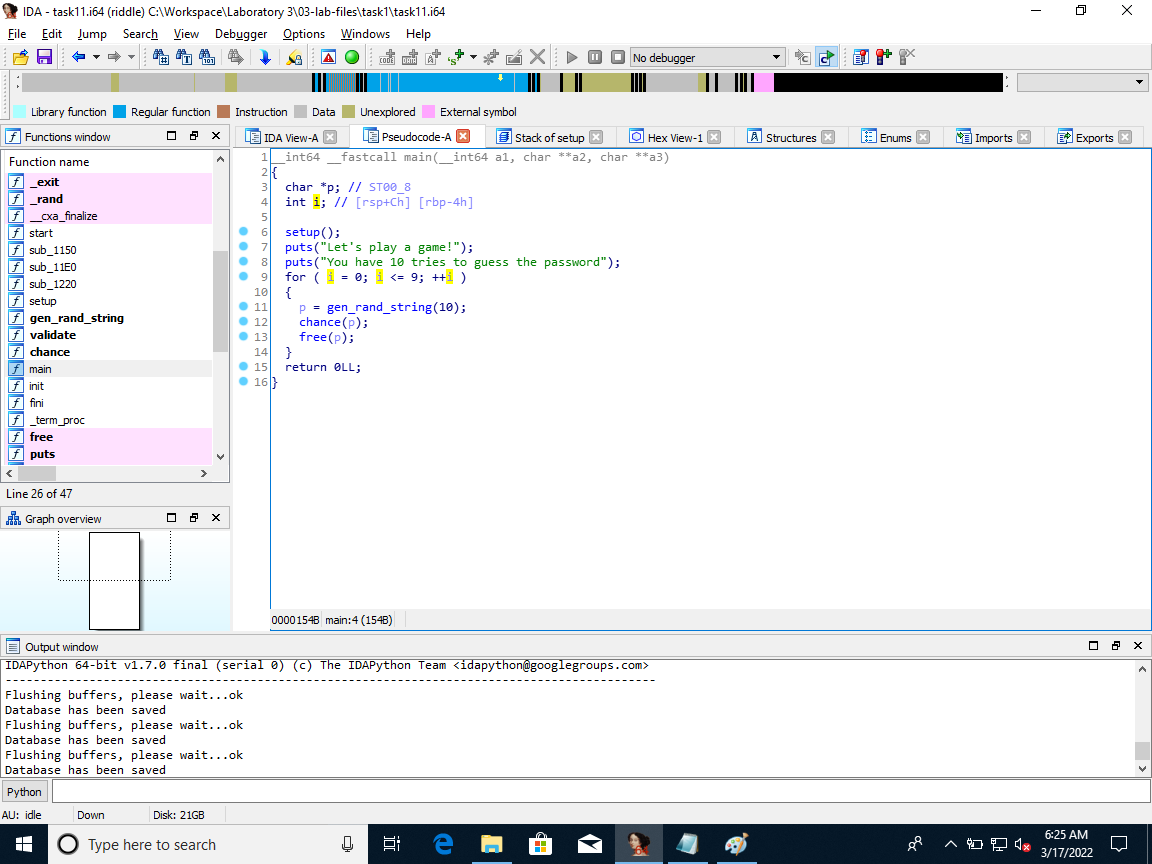 IDA - task11.i64 (riddle) C:\Workspace\Laboratory 3\03-lab-files\task1\task11.i64
File Edit Jump Search View Debugger Options Windows Help
No debugger
Library function Regular function Instruction Data Unexplored External symbol
Functions window
IDA View-A Pseudocode-A Stack of setup Hex View-1 Structures Enums Imports Exports
Function name
f _exit
f _rand
f __cxa_finalize
f start
f sub_1150
f sub_11E0
f sub_1220
f setup
f gen_rand_string
f validate
f chance
f main
f init
f fini
f _term_proc
f free
f puts
Line 26 of 47
Graph overview
1 __int64 __fastcall main(__int64 a1, char **a2, char **a3)
2 {
3 char *p; // ST00_8
4 int i; // [rsp+Ch] [rbp-4h]
5
6 setup();
7 puts("Let's play a game!");
8 puts("You have 10 tries to guess the password");
9 for ( i = 0; i <= 9; ++i )
10 {
11 p = gen_rand_string(10);
12 chance(p);
13 free(p);
14 }
15 return 0LL;
16 }
0000154B main:4 (154B)
Output window
IDAPython 64-bit v1.7.0 final (serial 0) (c) The IDAPython Team <idapython@googlegroups.com>
---------------------------------------------------------------------------------------------
Flushing buffers, please wait...ok
Database has been saved
Flushing buffers, please wait...ok
Database has been saved
Flushing buffers, please wait...ok
Database has been saved
Python
AU: idle Down Disk: 21GB
Type here to search
6:25 AM
3/17/2022